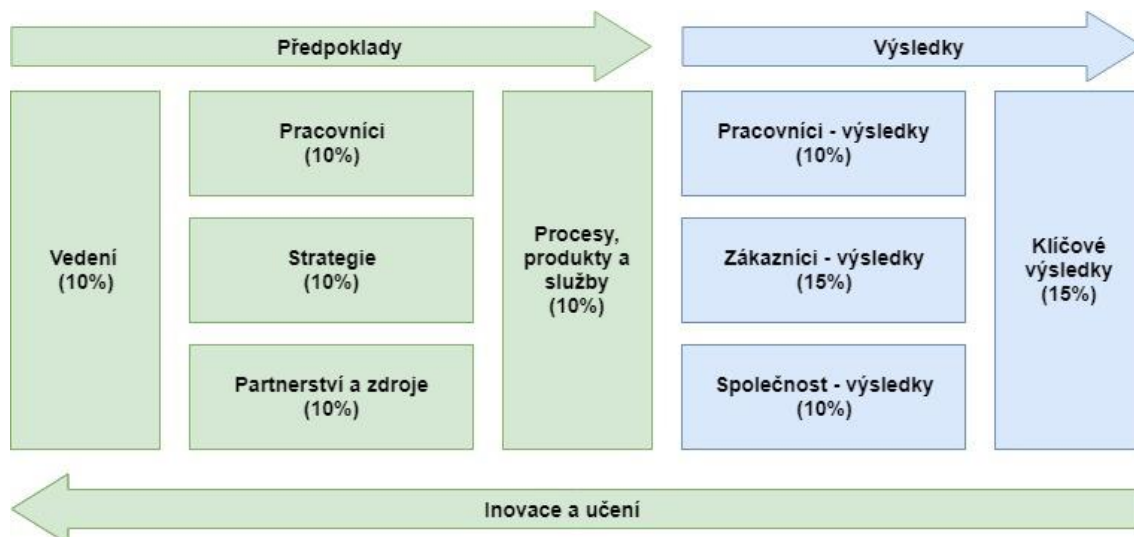 Předpoklady
Výsledky
Vedení
(10%)
Pracovníci
(10%)
Strategie
(10%)
Partnerství a zdroje
(10%)
Procesy,
produkty a
služby
(10%)
Pracovníci - výsledky
(10%)
Zákazníci - výsledky
(15%)
Společnost - výsledky
(10%)
Klíčové
výsledky
(15%)
Inovace a učení